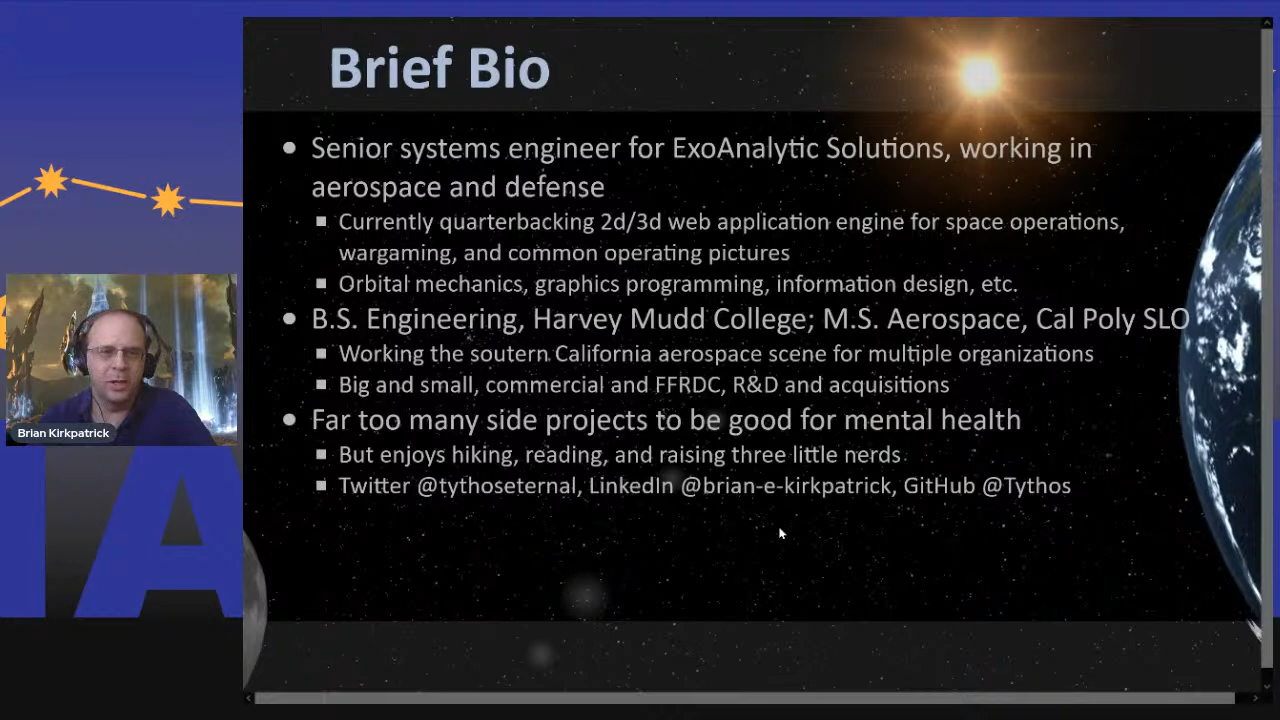 Brief Bio
Senior systems engineer for ExoAnalytic Solutions, working in
aerospace and defense
Currently quarterbacking 2d/3d web application engine for space operations,
wargaming, and common operating pictures
Orbital mechanics, graphics programming, information design, etc.
B.S. Engineering, Harvey Mudd College; M.S. Aerospace, Cal Poly SLO
Working the soutern California aerospace scene for multiple organizations
Big and small, commercial and FFRDC, R&D and acquisitions
Far too many side projects to be good for mental health
But enjoys hiking, reading, and raising three little nerds
Twitter @tythoseternal, LinkedIn @brian-e-kirkpatrick, GitHub @Tythos
Brian Kirkpatrick